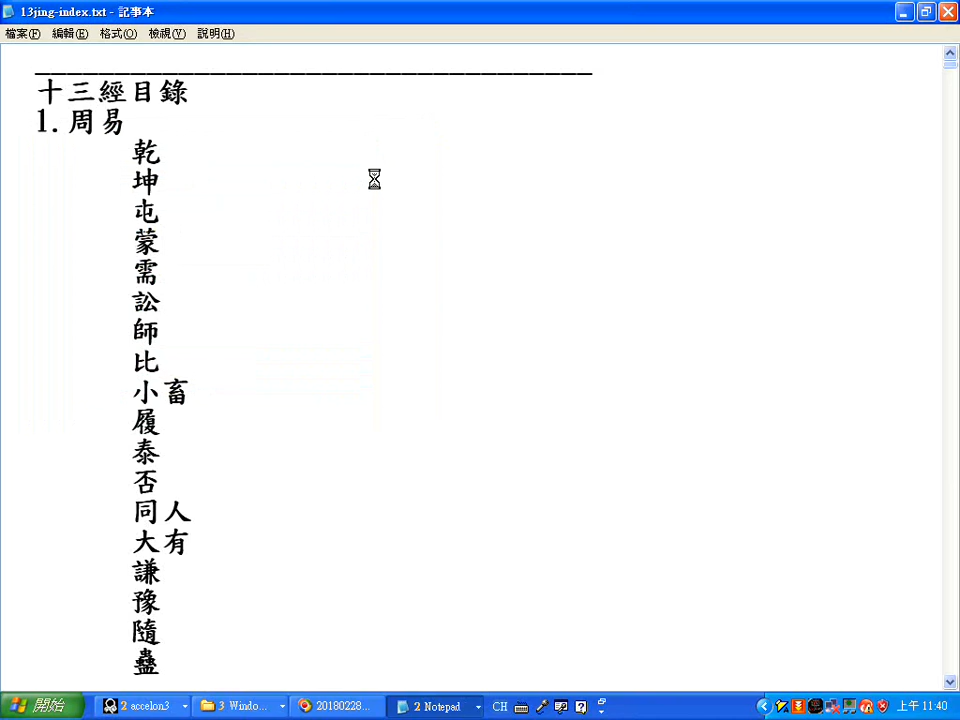 13jing-index.txt - 記事本
檔案(F) 編輯(E) 格式(O) 檢視(V) 說明(H)
十三經目錄
1.周易
乾
坤
屯
蒙
需
訟
師
比
小畜
履
泰
否
同人
大有
謙
豫
隨
蠱
開始 2 accelon3 3 Windo... 20180228... 2 Notepad CH 上午 11:40